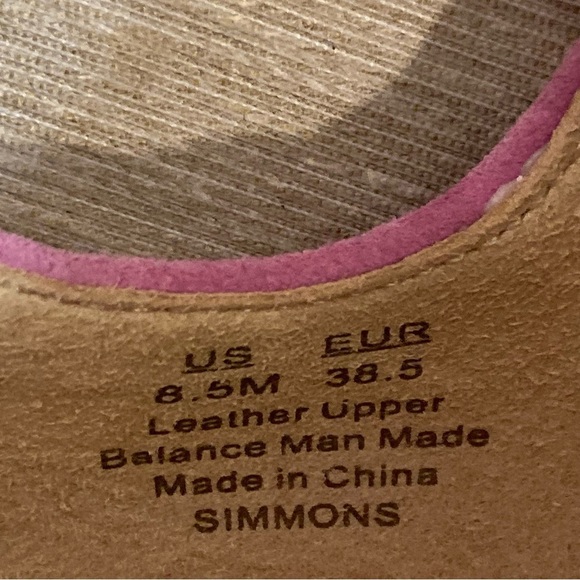 US EUR
8.5M 38.5
Leather Upper
Balance Man Made
Made in China
SIMMONS